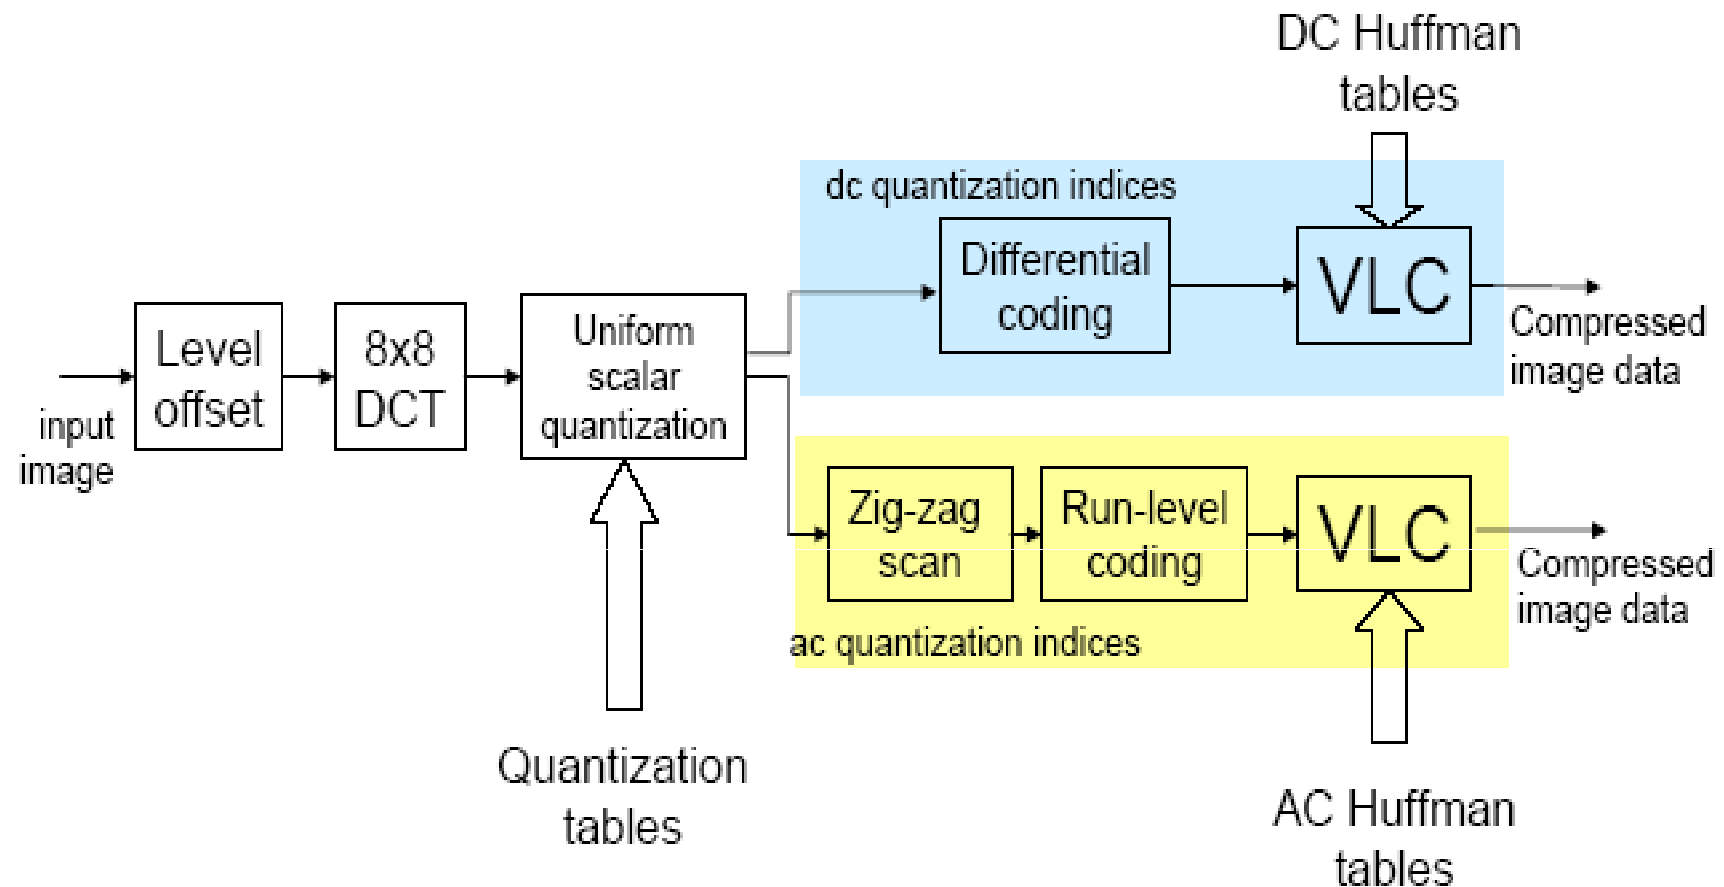 DC Huffman
tables
dc quantization indices
Differential
coding
VLC
Compressed
image data
input
image
Level
offset
8x8
DCT
Uniform
scalar
quantization
Zig-zag
scan
Run-level
coding
VLC
Compressed
image data
ac quantization indices
Quantization
tables
AC Huffman
tables